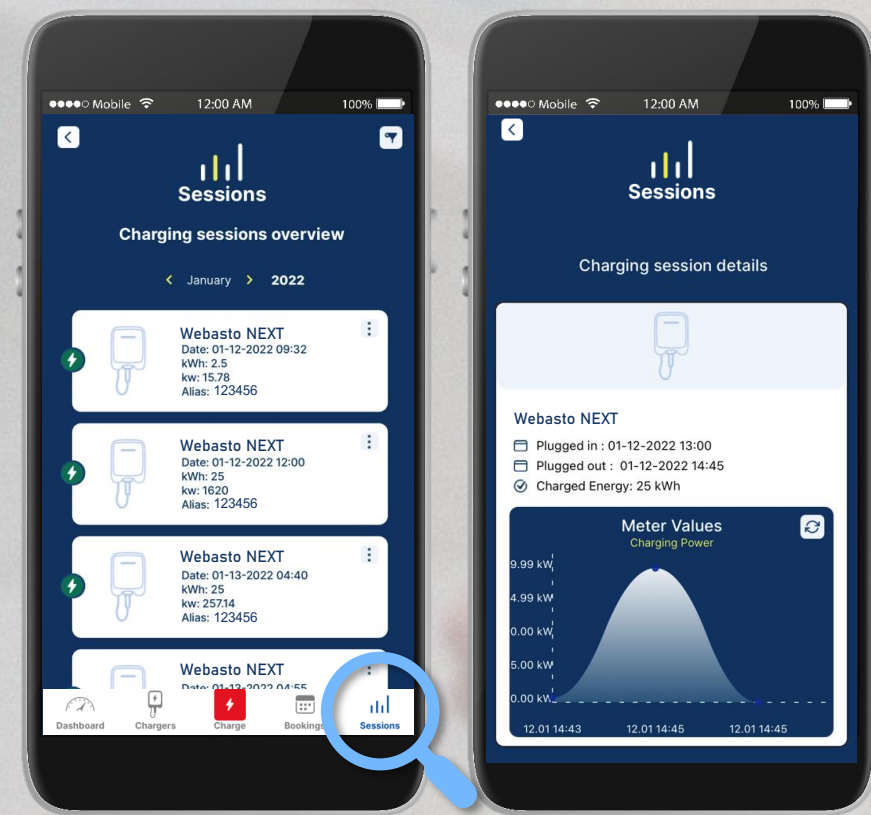 Mobile 12:00 AM 100%
Sessions
Charging sessions overview
January 2022
Webasto NEXT
Date: 01-12-2022 09:32
kWh: 2.5
kw: 15.78
Alias: 123456
Webasto NEXT
Date: 01-12-2022 12:00
kWh: 25
kw: 1620
Alias: 123456
Webasto NEXT
Date: 01-13-2022 04:40
kWh: 25
kw: 257.14
Alias: 123456
Webasto NEXT
Date: 01-13-2022 04:55
Dashboard Chargers Charge Bookings Sessions
Mobile 12:00 AM 100%
Sessions
Charging session details
Webasto NEXT
Plugged in : 01-12-2022 13:00
Plugged out : 01-12-2022 14:45
Charged Energy: 25 kWh
Meter Values
Charging Power
9.99 kW
4.99 kW
0.00 kW
5.00 kW
0.00 kW
12.01 14:43 12.01 14:45 12.01 14:45